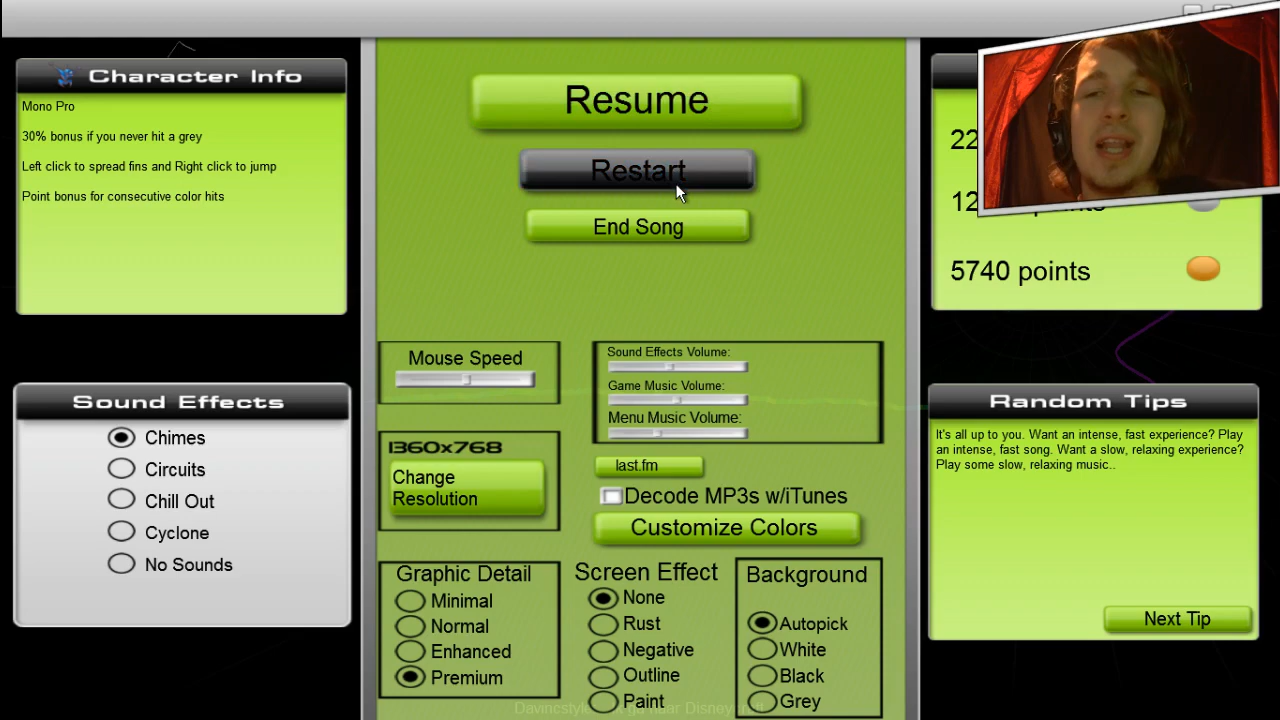 Character Info
Mono Pro
30% bonus if you never hit a grey
Left click to spread fins and Right click to jump
Point bonus for consecutive color hits
Sound Effects
Chimes
Circuits
Chill Out
Cyclone
No Sounds
Resume
Restart
End Song
Mouse Speed
Sound Effects Volume:
Game Music Volume:
Menu Music Volume:
1360x768
Change
Resolution
last.fm
Decode MP3s w/iTunes
Customize Colors
Graphic Detail
Minimal
Normal
Enhanced
Premium
Screen Effect
None
Rust
Negative
Outline
Paint
Background
Autopick
White
Black
Grey
5740 points
Random Tips
It's all up to you. Want an intense, fast experience? Play
an intense, fast song. Want a slow, relaxing experience?
Play some slow, relaxing music..
Next Tip